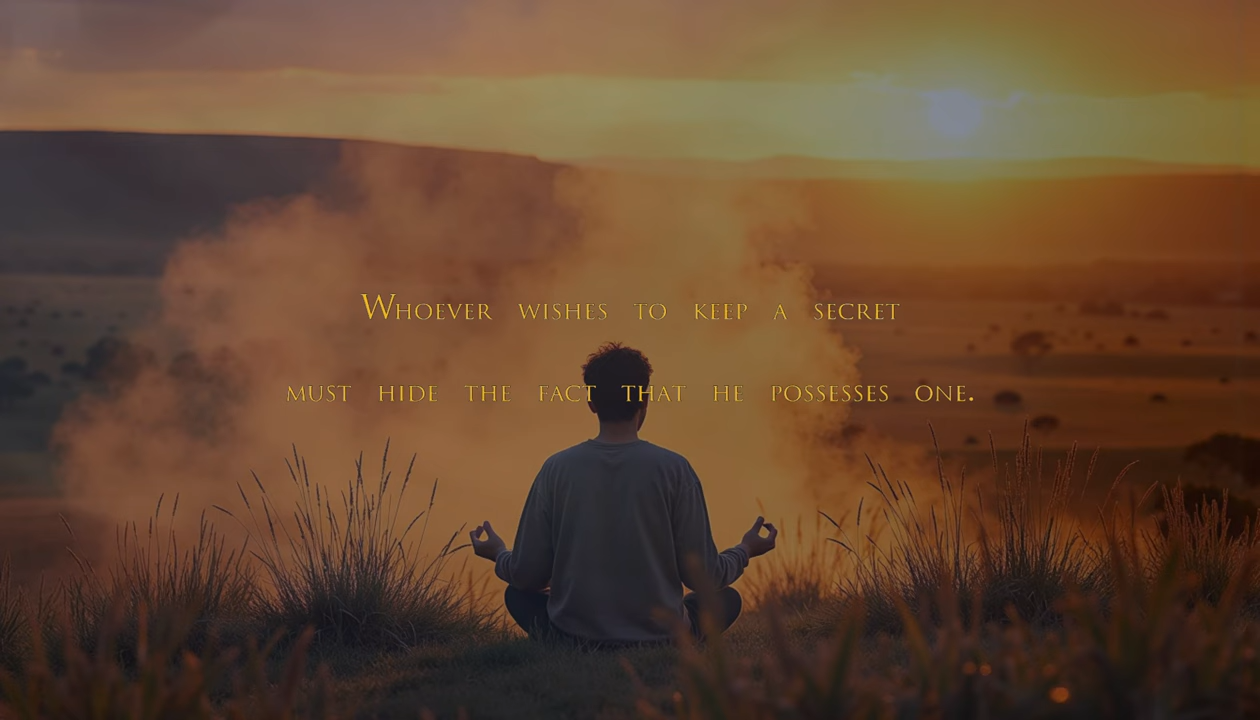 Whoever wishes to keep a secret
must hide the fact that he possesses one.